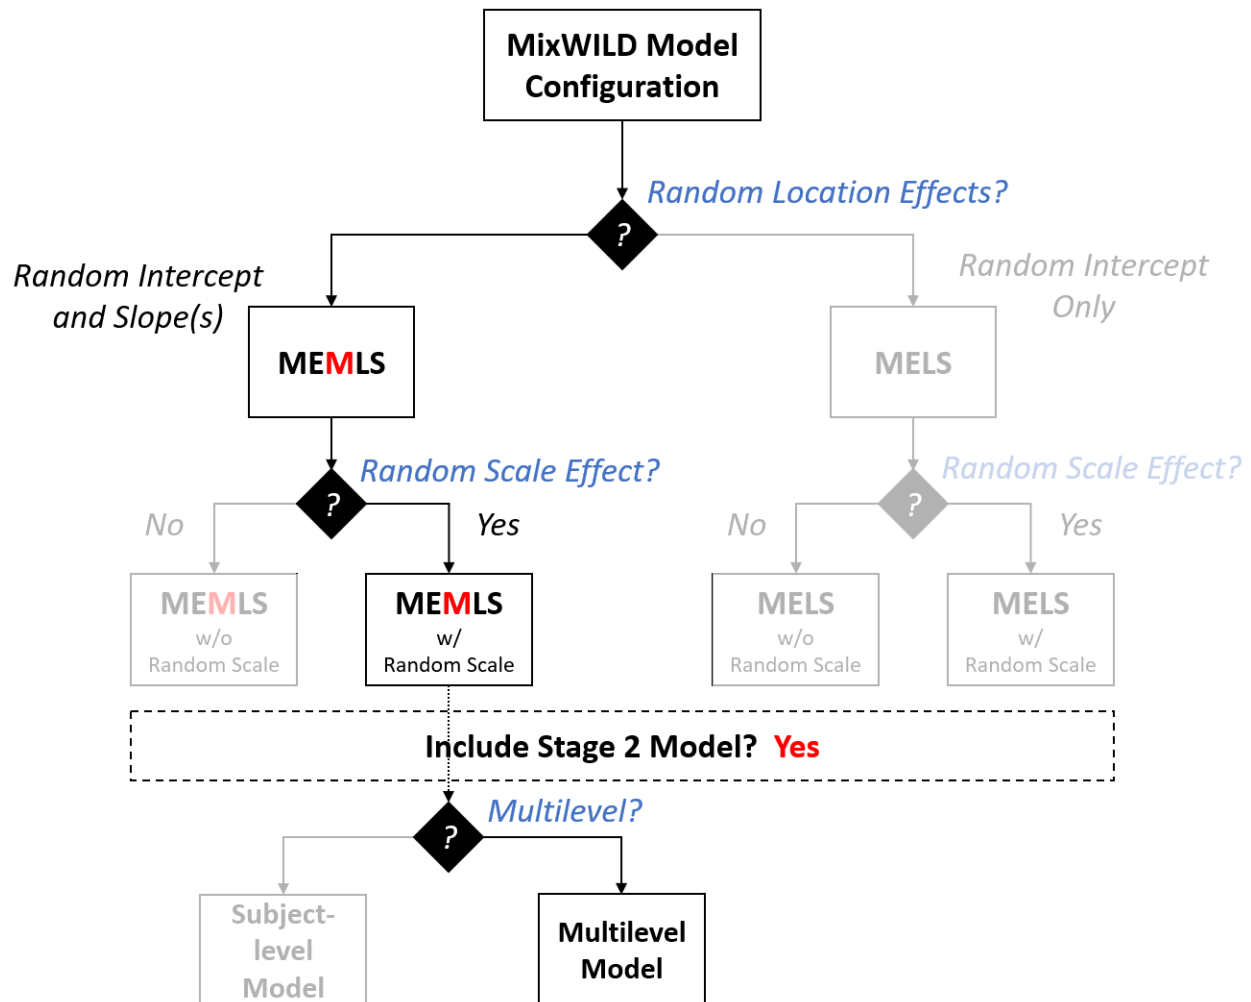 MixWILD Model
Configuration
Random Location Effects?
?
Random Intercept
and Slope(s)
Random Intercept
Only
MEMLS
MELS
Random Scale Effect?
Random Scale Effect?
?
?
No
Yes
No
Yes
MEMLS
w/o
Random Scale
MEMLS
w/
Random Scale
MELS
w/o
Random Scale
MELS
w/
Random Scale
Include Stage 2 Model? Yes
Multilevel?
?
Subject-
level
Model
Multilevel
Model